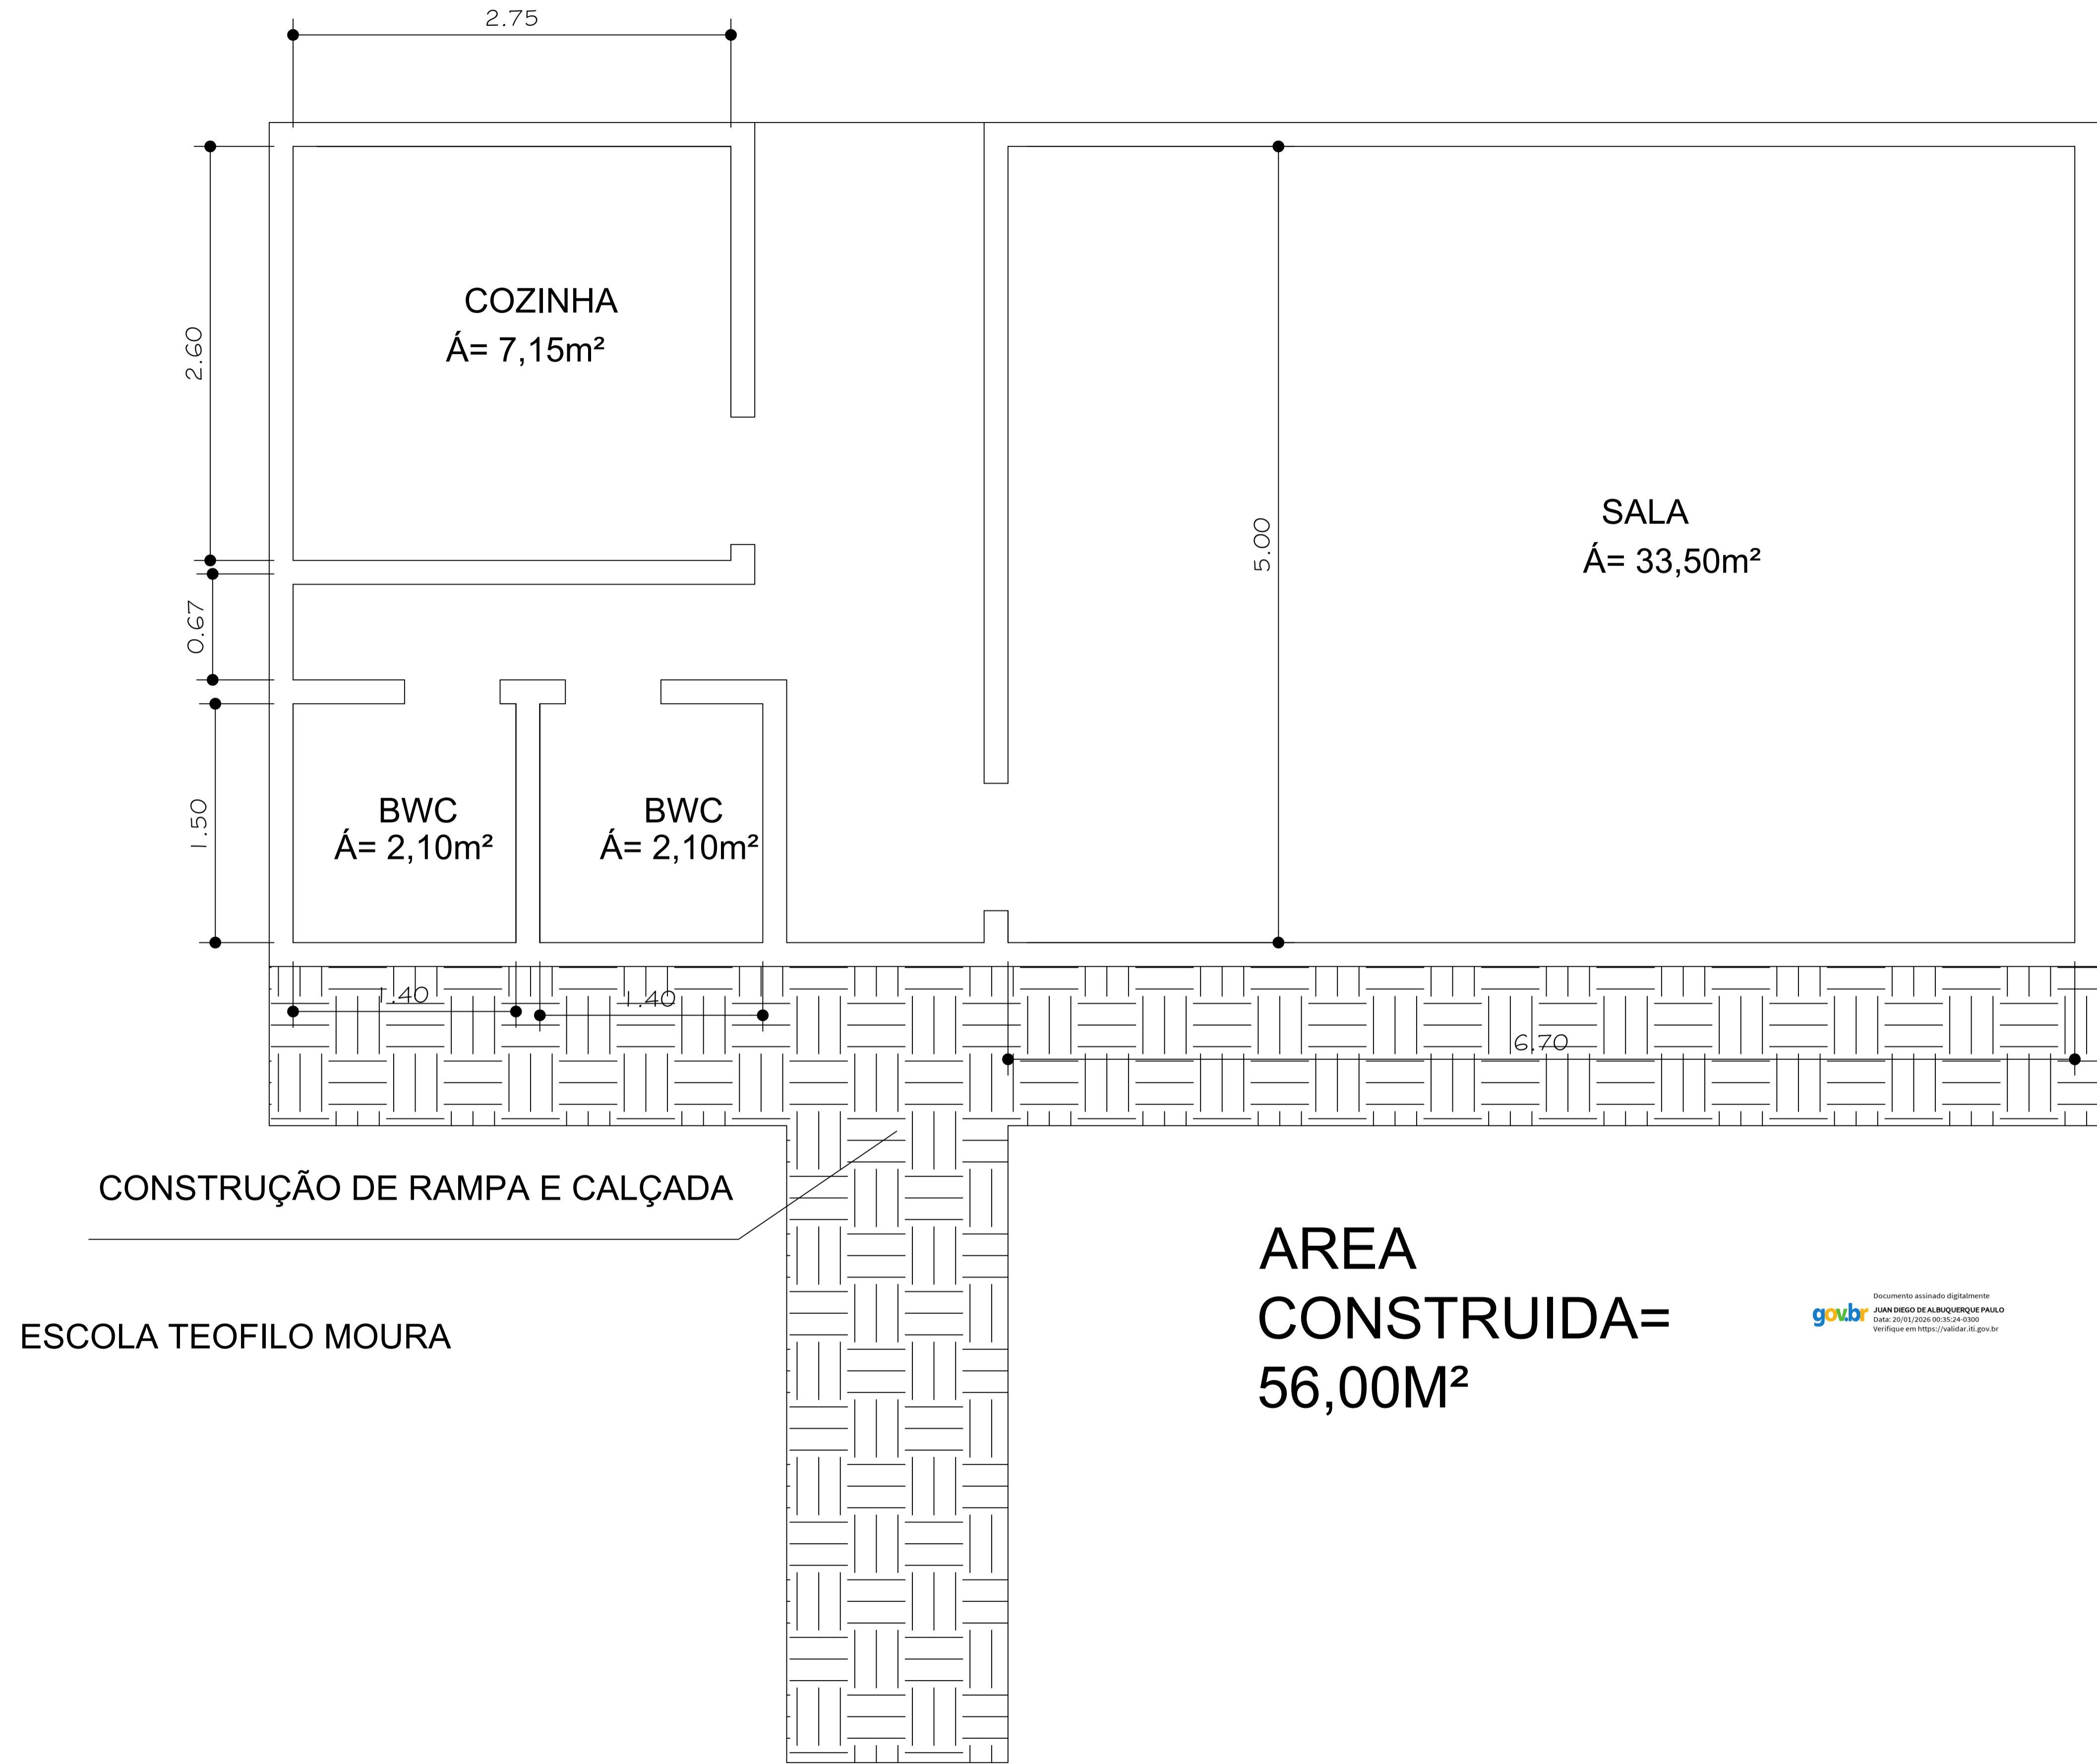 2.75
COZINHA
Á= 7,15m²
2.60
SALA
Á= 33,50m²
5.00
0.67
BWC
Á= 2,10m²
BWC
Á= 2,10m²
1.50
1.40
1.40
6.70
CONSTRUÇÃO DE RAMPA E CALÇADA
ESCOLA TEOFILO MOURA
AREA
CONSTRUIDA=
56,00M²
gov.br
Documento assinado digitalmente
JUAN DIEGO DE ALBUQUERQUE PAULO
Data: 20/01/2026 00:35:24-0300
Verifique em https://validar.iti.gov.br